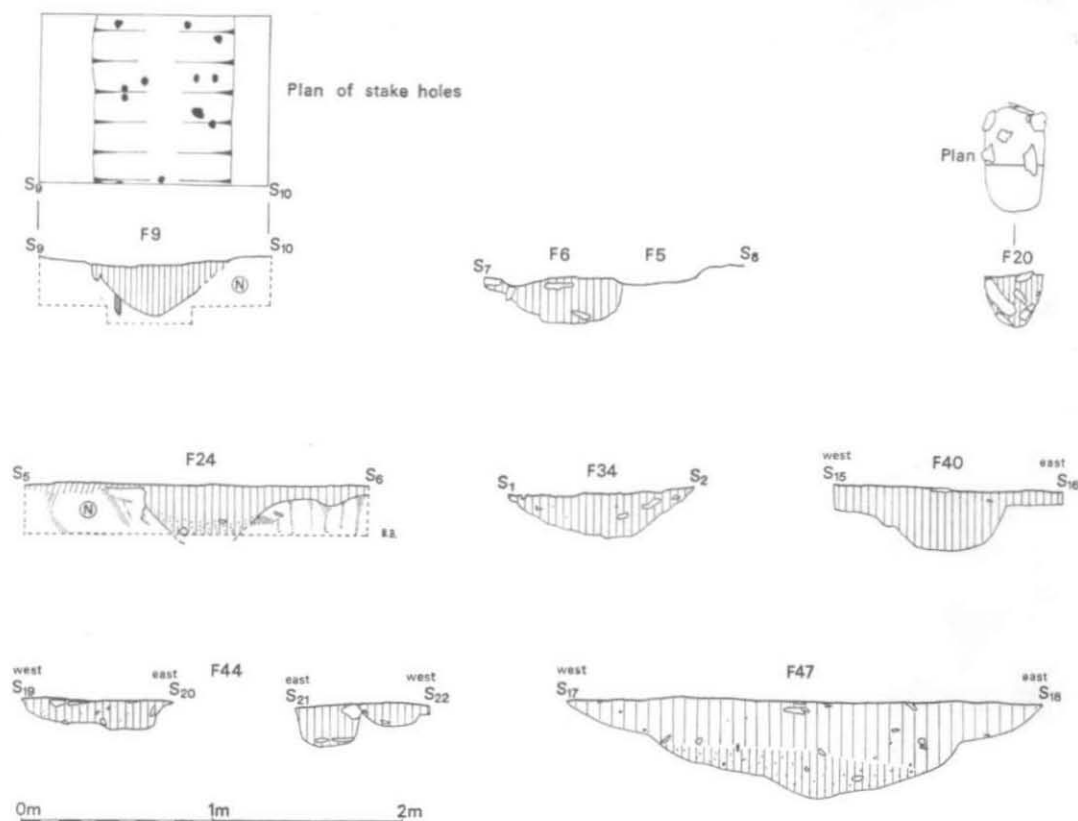 Plan of stake holes
S9 S10
Plan
S9 F9 S10
N
S7 F6 F5 S8
F20
S5 F24 S6
N
B.D.
S1 F34 S2
west east
S15 F40 S16
west east
S19 F44 S20
east west
S21 S22
west east
S17 F47 S18
0m 1m 2m